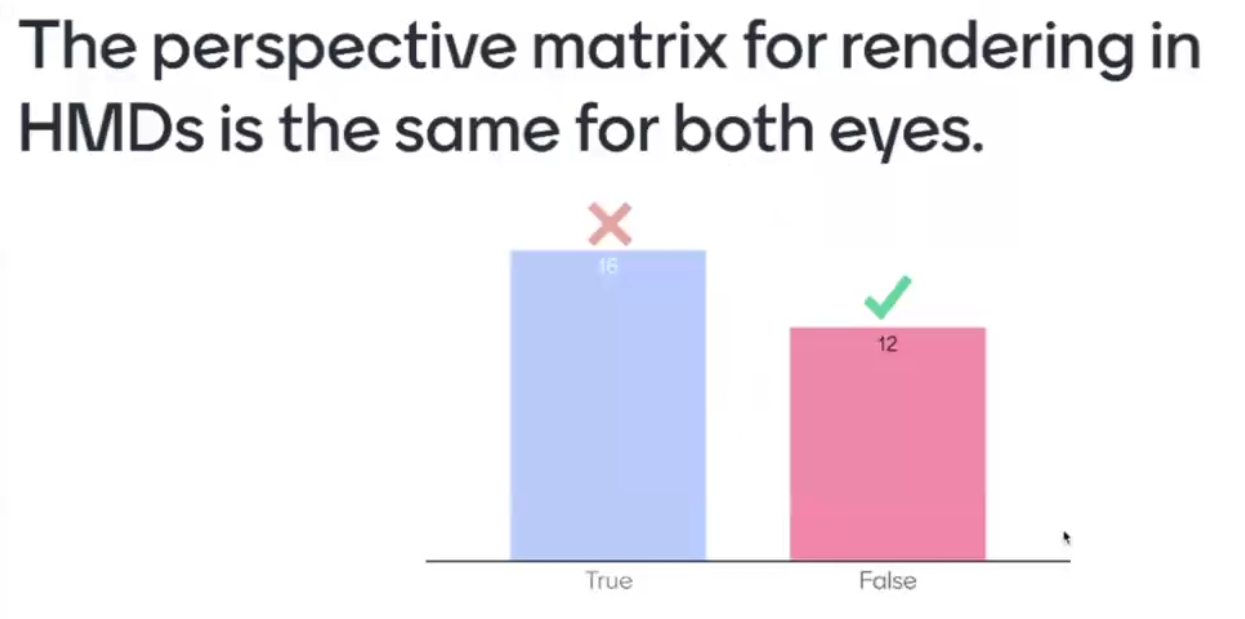 The perspective matrix for rendering in
HMDs is the same for both eyes.
16
12
True
False